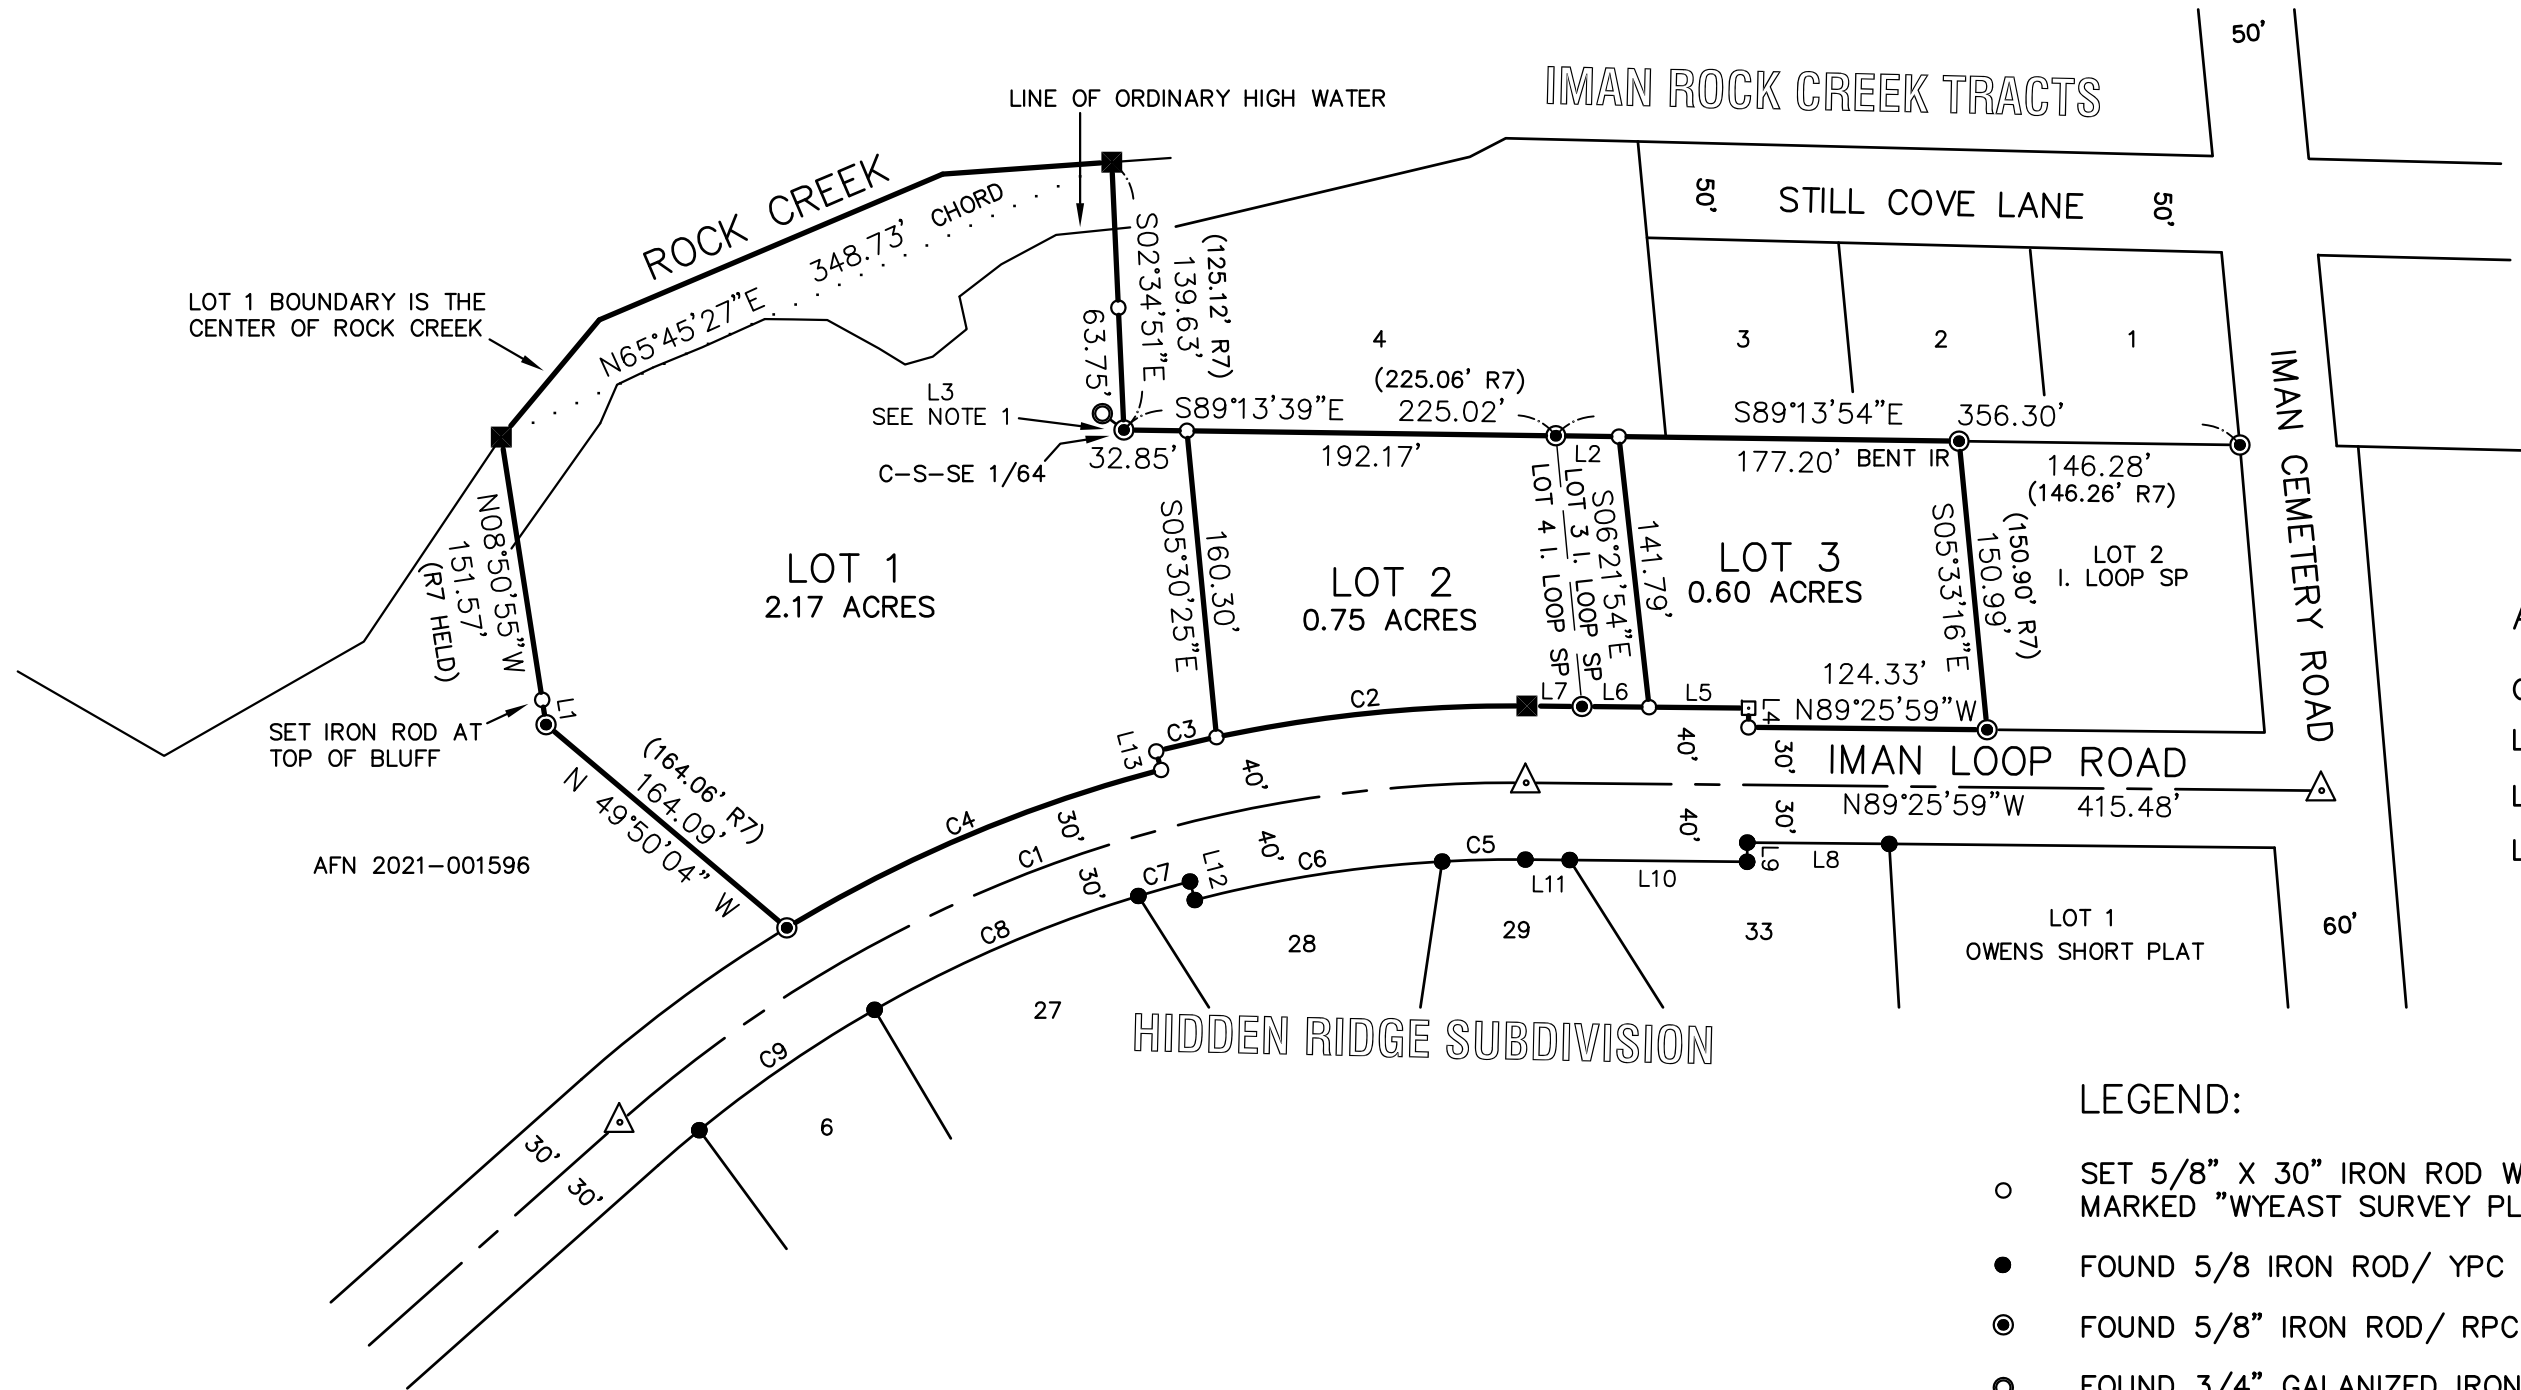 50'
IMAN ROCK CREEK TRACTS
LINE OF ORDINARY HIGH WATER
ROCK CREEK
348.73' CHORD
N65°45'27"E
LOT 1 BOUNDARY IS THE
CENTER OF ROCK CREEK
S02°34'51"E
139.63'
(125.12' R7)
63.75'
50'
STILL COVE LANE
50'
4
3
2
1
L3
SEE NOTE 1
C-S-SE 1/64
(225.06' R7)
S89°13'39"E
225.02'
S89°13'54"E
356.30'
32.85'
192.17'
L2
177.20'
BENT IR
146.28'
(146.26' R7)
IMAN CEMETERY ROAD
N08°50'55"W
151.57'
(R7 HELD)
LOT 1
2.17 ACRES
S05°30'25"E
160.30'
LOT 2
0.75 ACRES
LOT 4 I. LOOP SP
LOT 3 I. LOOP SP
S06°21'54"E
141.79'
LOT 3
0.60 ACRES
S05°33'16"E
150.99'
(150.90' R7)
LOT 2
I. LOOP SP
SET IRON ROD AT
TOP OF BLUFF
L1
124.33'
N89°25'59"W
C2
L7
L6
L5
L4
C3
L13
(164.06' R7)
164.09'
N 49°50'04" W
40'
40'
30'
IMAN LOOP ROAD
N89°25'59"W
415.48'
C4
30'
C1
30'
40'
40'
30'
AFN 2021-001596
C7
L12
C6
C5
L11
L10
L9
L8
C8
28
29
33
LOT 1
OWENS SHORT PLAT
60'
27
HIDDEN RIDGE SUBDIVISION
C9
6
30'
30'
LEGEND:
SET 5/8" X 30" IRON ROD W
MARKED "WYEAST SURVEY PL
FOUND 5/8 IRON ROD/ YPC
FOUND 5/8" IRON ROD/ RPC
FOUND 3/4" GALANIZED IRON